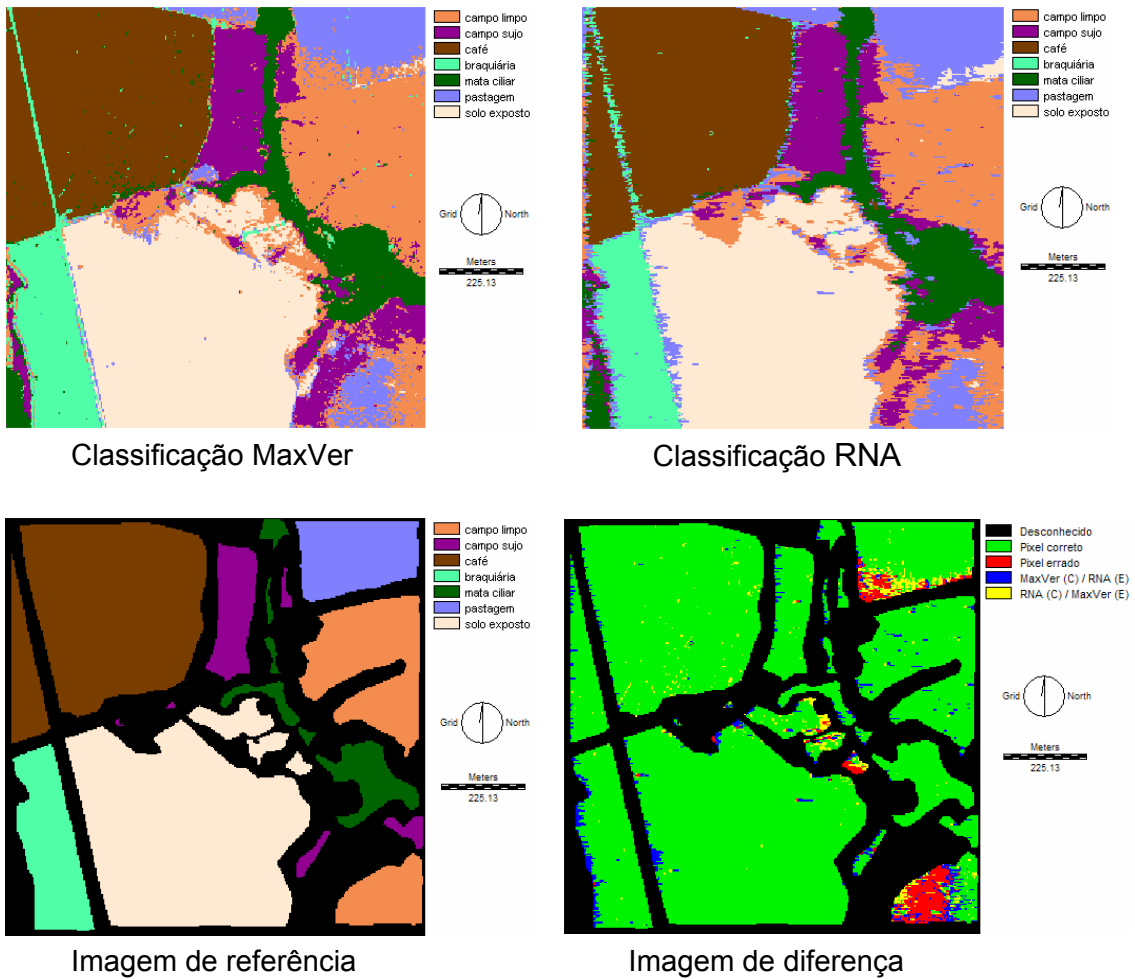 campo limpo
campo sujo
café
braquiária
mata ciliar
pastagem
solo exposto
Grid North
Meters
225.13
Classificação MaxVer
campo limpo
campo sujo
café
braquiária
mata ciliar
pastagem
solo exposto
Grid North
Meters
225.13
Classificação RNA
campo limpo
campo sujo
café
braquiária
mata ciliar
pastagem
solo exposto
Grid North
Meters
225.13
Imagem de referência
Desconhecido
Pixel correto
Pixel errado
MaxVer (C) / RNA (E)
RNA (C) / MaxVer (E)
Grid North
Meters
225.13
Imagem de diferença